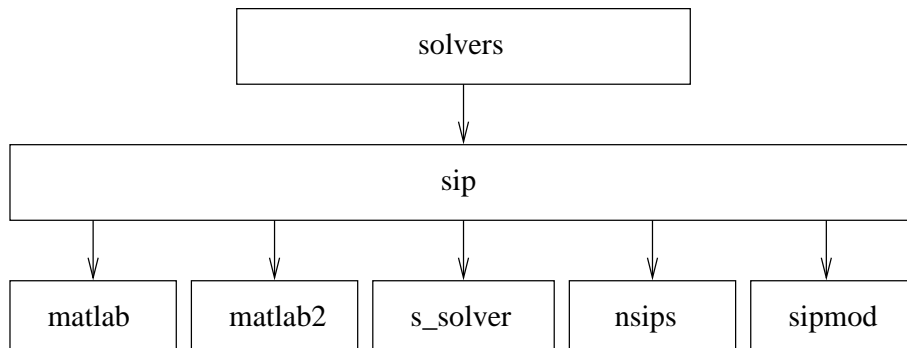 solvers
sip
matlab
matlab2
s_solver
nsips
sipmod